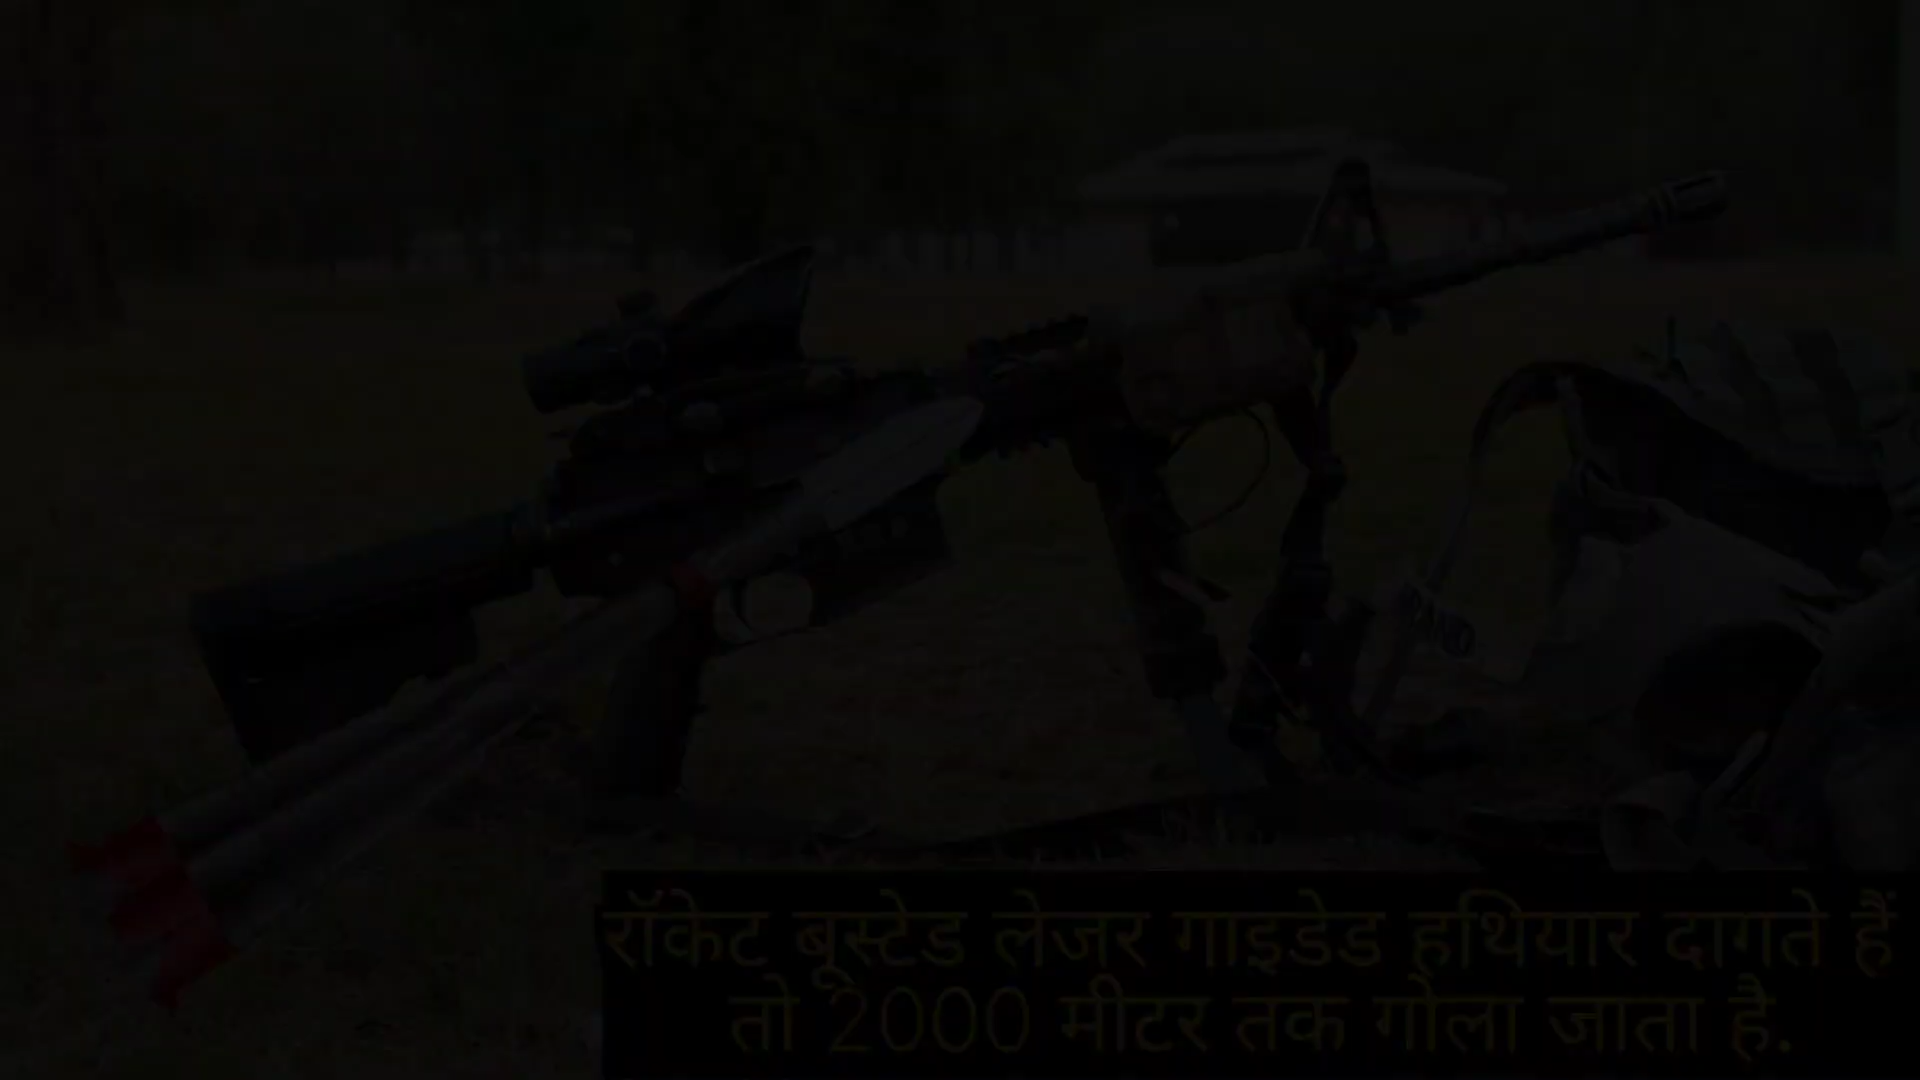 रॉकेट बूस्टेड लेजर गाइडेड हथियार दागते हैं
तो 2000 मीटर तक गोला जाता है.